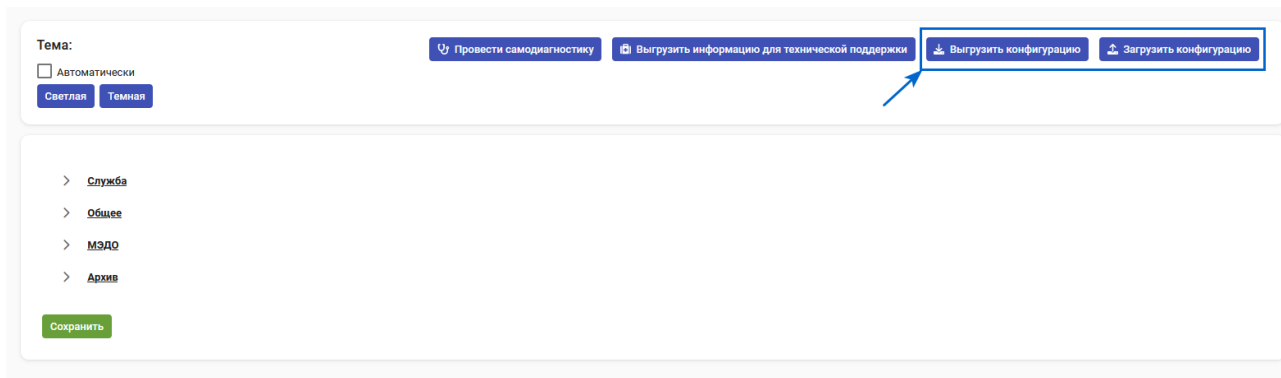 Тема:
Провести самодиагностику
Выгрузить информацию для технической поддержки
Выгрузить конфигурацию
Загрузить конфигурацию
Автоматически
Светлая
Темная
Служба
Общее
МЭДО
Архив
Сохранить